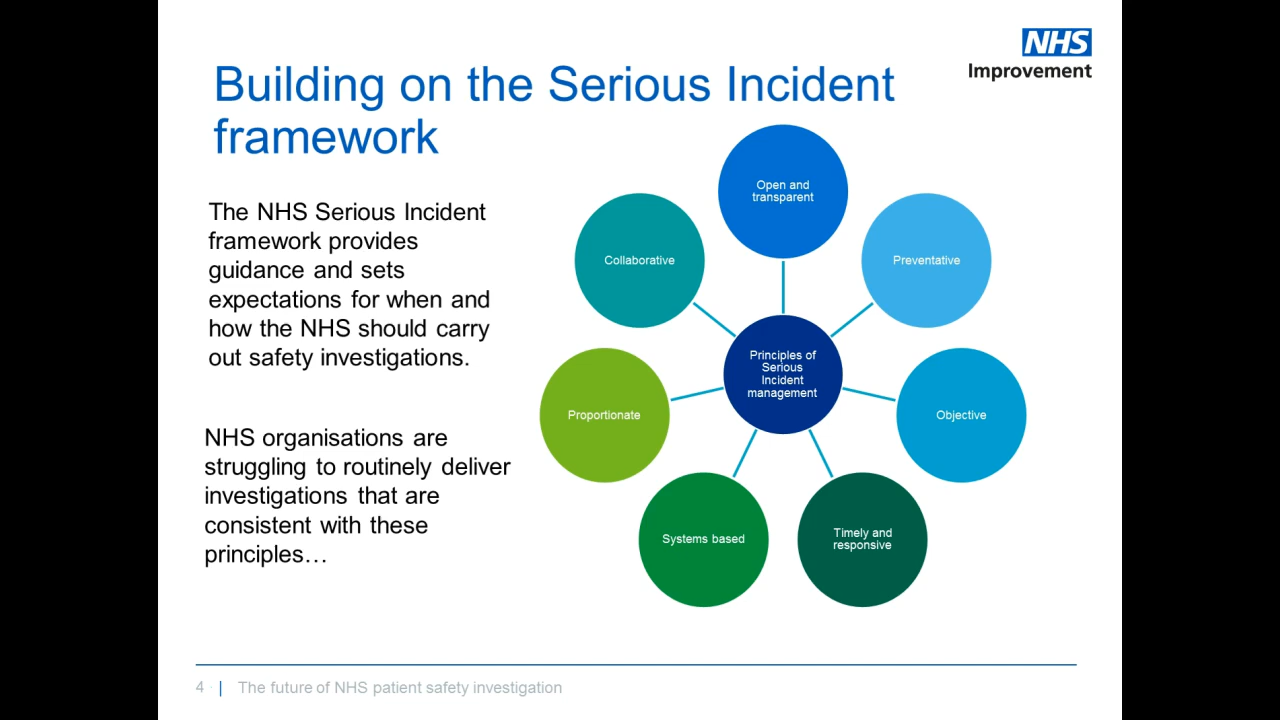 NHS
Improvement
Building on the Serious Incident
framework
The NHS Serious Incident
framework provides
guidance and sets
expectations for when and
how the NHS should carry
out safety investigations.
NHS organisations are
struggling to routinely deliver
investigations that are
consistent with these
principles…
Open and
transparent
Preventative
Objective
Timely and
responsive
Systems based
Proportionate
Collaborative
Principles of
Serious
Incident
management
4 | The future of NHS patient safety investigation